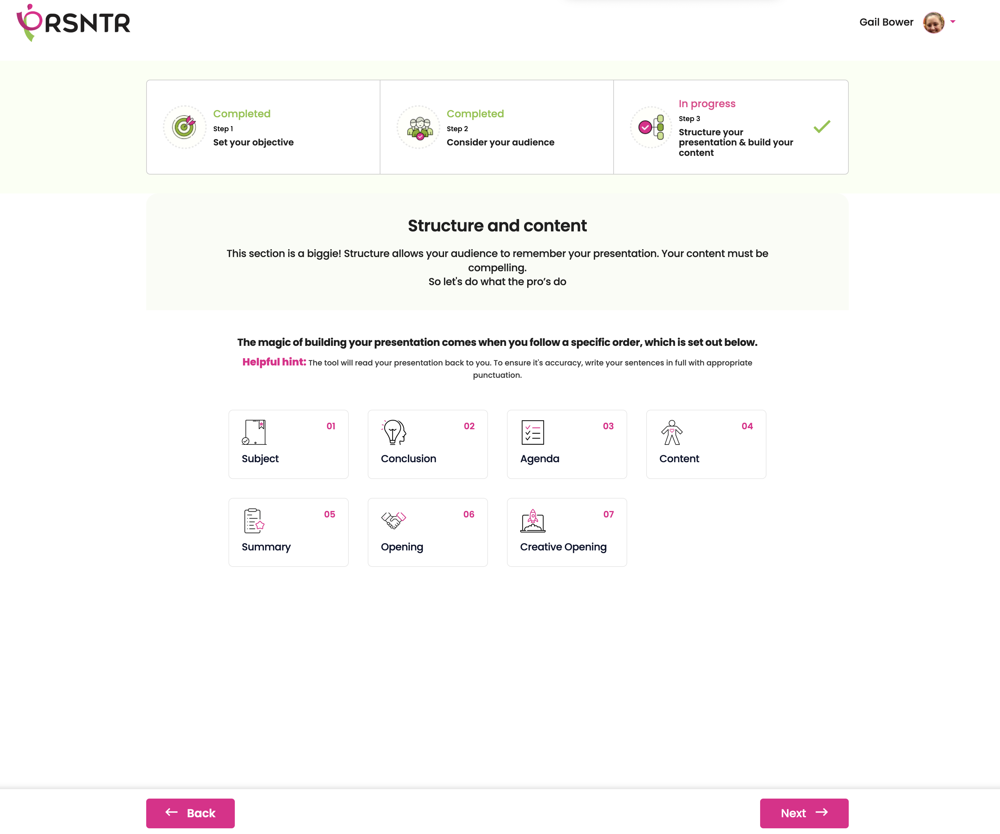 RSNTR
Gail Bower
Completed
Step 1
Set your objective
Completed
Step 2
Consider your audience
In progress
Step 3
Structure your
presentation & build your
content
Structure and content
This section is a biggie! Structure allows your audience to remember your presentation. Your content must be
compelling.
So let's do what the pro’s do
The magic of building your presentation comes when you follow a specific order, which is set out below.
Helpful hint: The tool will read your presentation back to you. To ensure it's accuracy, write your sentences in full with appropriate
punctuation.
01
Subject
02
Conclusion
03
Agenda
04
Content
05
Summary
06
Opening
07
Creative Opening
Back
Next